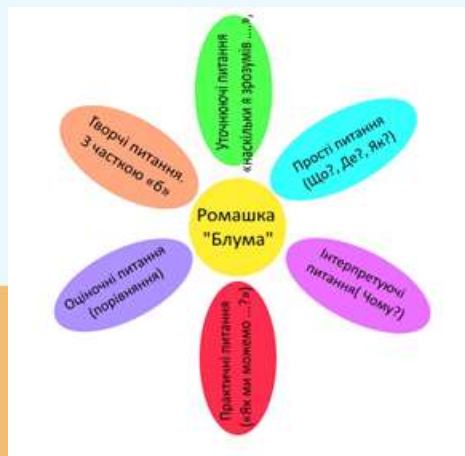 Ромашка
"Блума"
Уточнюючі питання
«наскільки я зрозумів ....»,
Прості питання
(Що?, Де?, Як?)
Інтерпретуючі
питання( Чому?)
Практичні питання
(«Як ми можемо ...?»)
Оціночні питання
(порівняння)
Творчі питання.
З часткою «б»